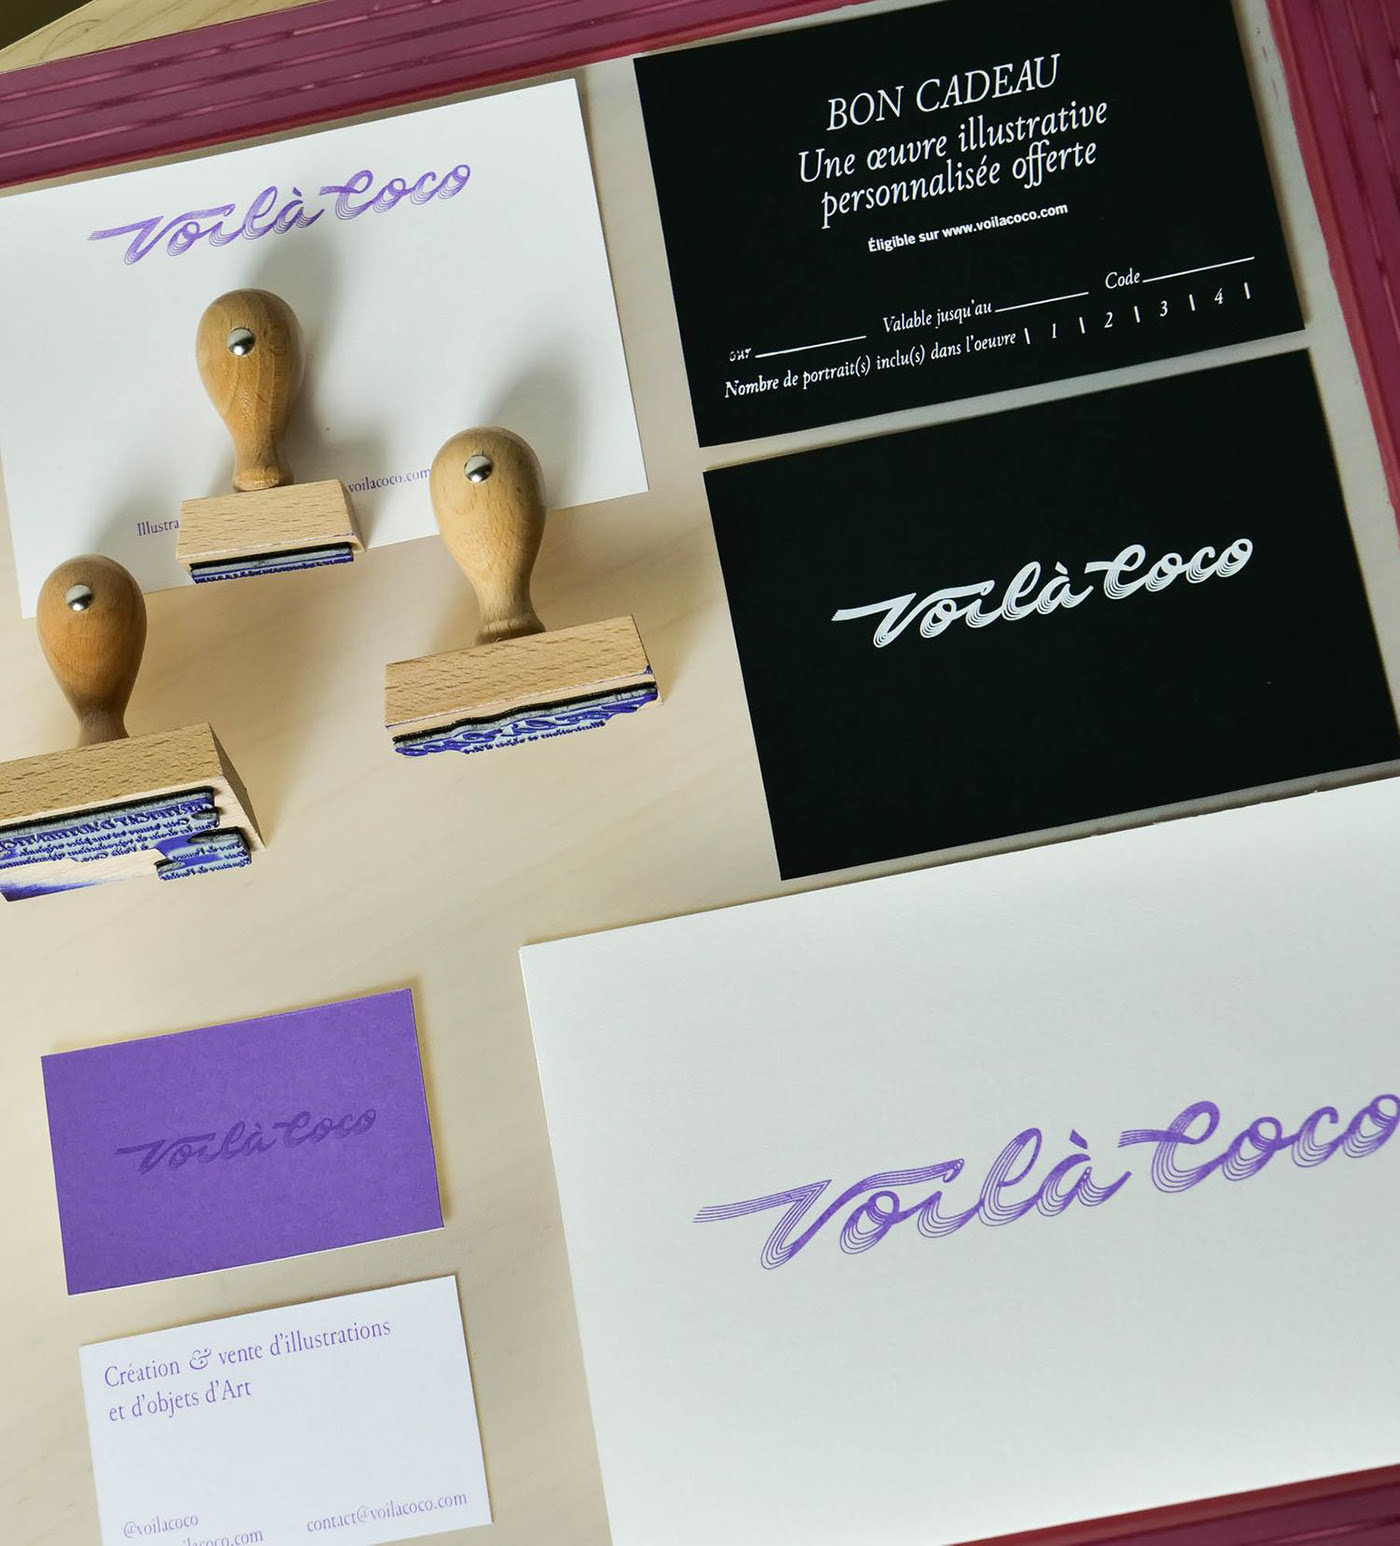 Voilà Coco
voilacoco.com
BON CADEAU
Une œuvre illustrative
personnalisée offerte
Éligible sur www.voilacoco.com
Valable jusqu'au
Code
Nombre de portrait(s) inclu(s) dans l'oeuvre | 1 | 2 | 3 | 4 |
Voilà Coco
Voilà Coco
Voilà Coco
Création & vente d'illustrations
et d'objets d'Art
@voilacoco
contact@voilacoco.com